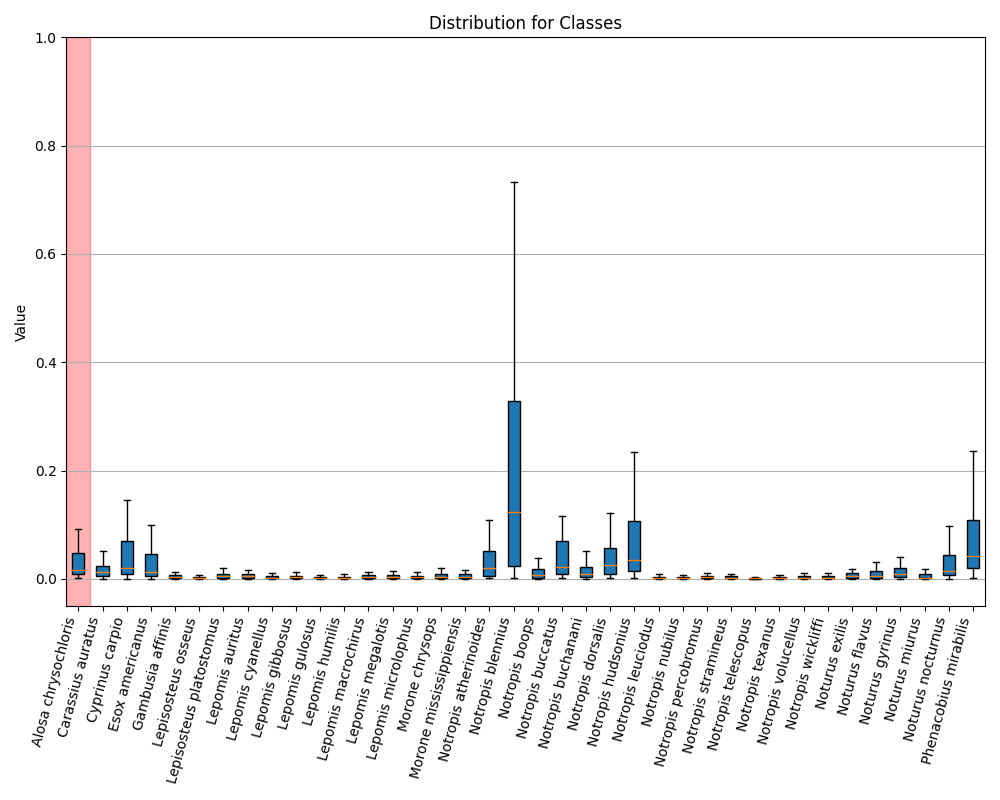 Distribution for Classes
Value
1.0
0.8
0.6
0.4
0.2
0.0
Alosa chrysochloris
Carassius auratus
Cyprinus carpio
Esox americanus
Gambusia affinis
Lepisosteus osseus
Lepisosteus platostomus
Lepomis auritus
Lepomis cyanellus
Lepomis gibbosus
Lepomis gulosus
Lepomis humilis
Lepomis macrochirus
Lepomis megalotis
Lepomis microlophus
Morone chrysops
Morone mississippiensis
Notropis atherinoides
Notropis blennius
Notropis boops
Notropis buccatus
Notropis buchanani
Notropis dorsalis
Notropis hudsonius
Notropis leuciodus
Notropis nubilus
Notropis percobromus
Notropis stramineus
Notropis telescopus
Notropis texanus
Notropis volucellus
Notropis wickliffi
Noturus exilis
Noturus flavus
Noturus gyrinus
Noturus miurus
Noturus nocturnus
Phenacobius mirabilis